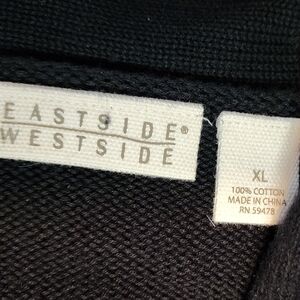 EASTSIDE®
WESTSIDE
XL
100% COTTON
MADE IN CHINA
RN 59478